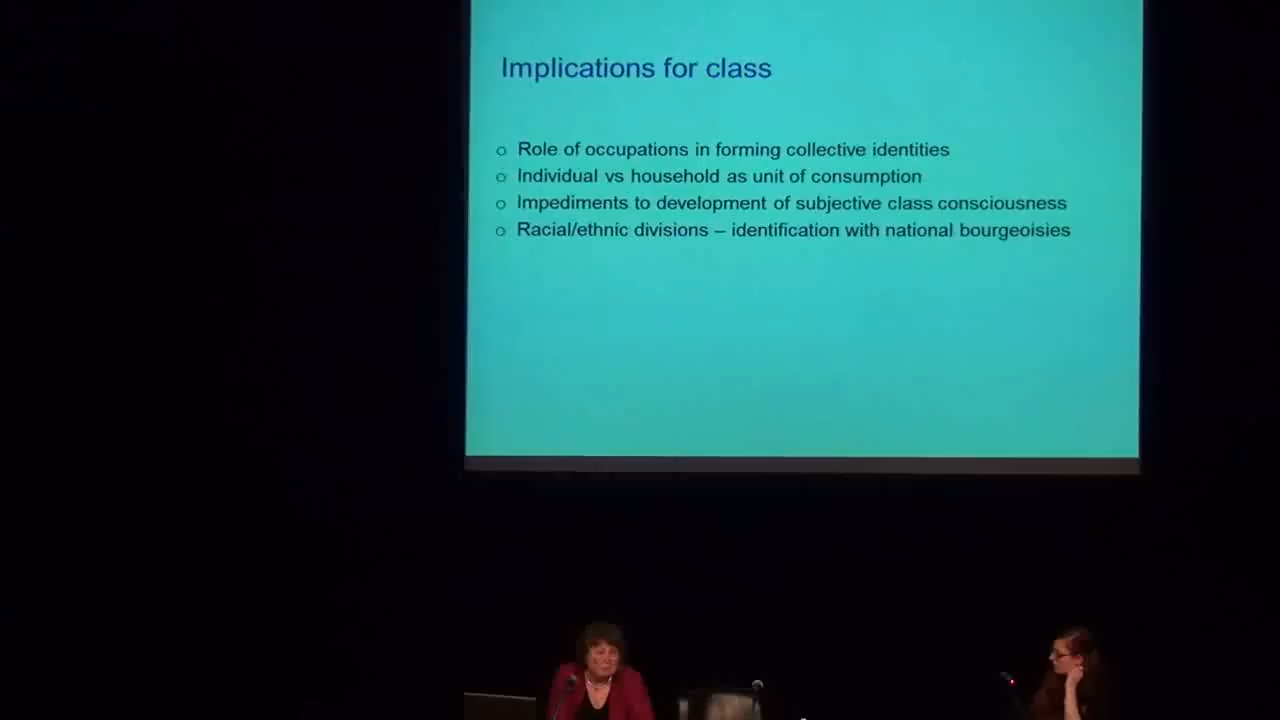 Implications for class
o Role of occupations in forming collective identities
o Individual vs household as unit of consumption
o Impediments to development of subjective class consciousness
o Racial/ethnic divisions – identification with national bourgeoisies